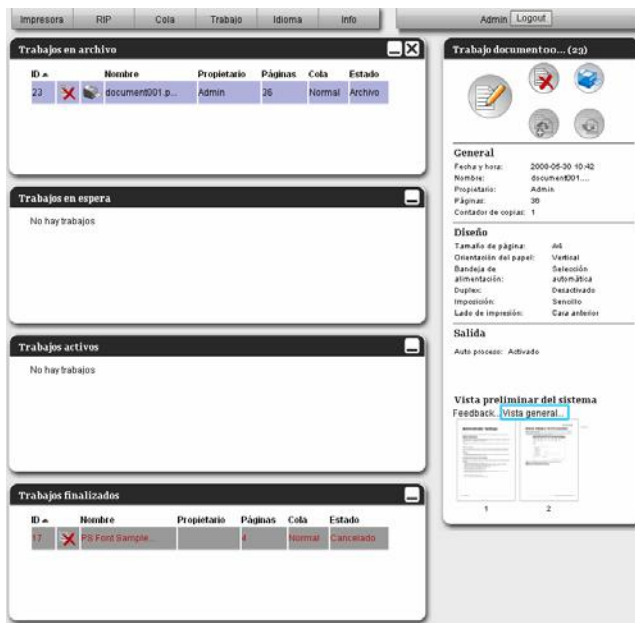 Impresora RIP Cola Trabajo Idioma Info Admin Logout
Trabajos en archivo
ID Nombre Propietario Páginas Cola Estado
23 document001.p... Admin 36 Normal Archivo
Trabajos en espera
No hay trabajos
Trabajos activos
No hay trabajos
Trabajos finalizados
ID Nombre Propietario Páginas Cola Estado
17 PS Font Sample... 4 Normal Cancelado
Trabajo document00... (23)
General
Fecha y hora: 2008-05-30 10:42
Nombre: document001....
Propietario: Admin
Páginas: 36
Contador de copias: 1
Diseño
Tamaño de página: A4
Orientación del papel: Vertical
Bandeja de Selección
alimentación: automática
Duplex: Desactivado
Imposición: Sencillo
Lado de impresión: Cara anterior
Salida
Auto proceso: Activado
Vista preliminar del sistema
Feedback... Vista general...
1 2